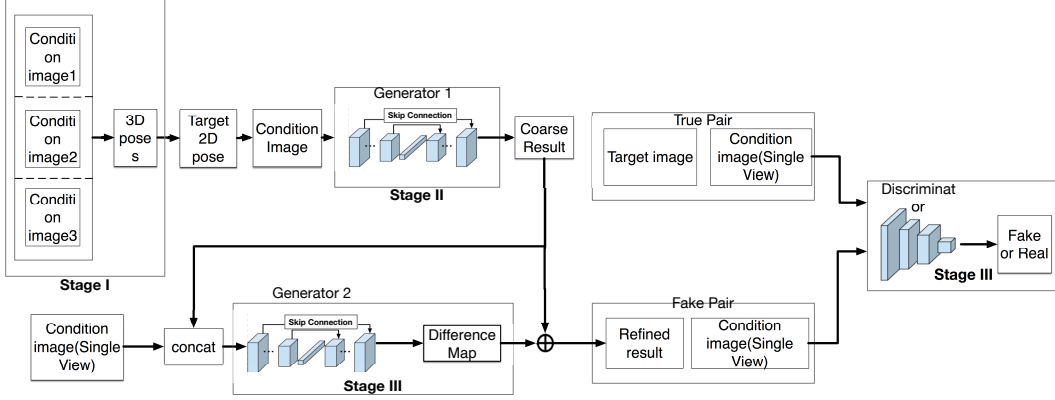 Conditi
on
image1
Conditi
on
image2
Conditi
on
image3
Stage I
3D
pose
s
Target
2D
pose
Condition
Image
Generator 1
Skip Connection
Stage II
Coarse
Result
True Pair
Target image
Condition
image(Single
View)
Discriminat
or
Stage III
Fake
or Real
Condition
image(Single
View)
concat
Generator 2
Skip Connection
Stage III
Difference
Map
Fake Pair
Refined
result
Condition
image(Single
View)